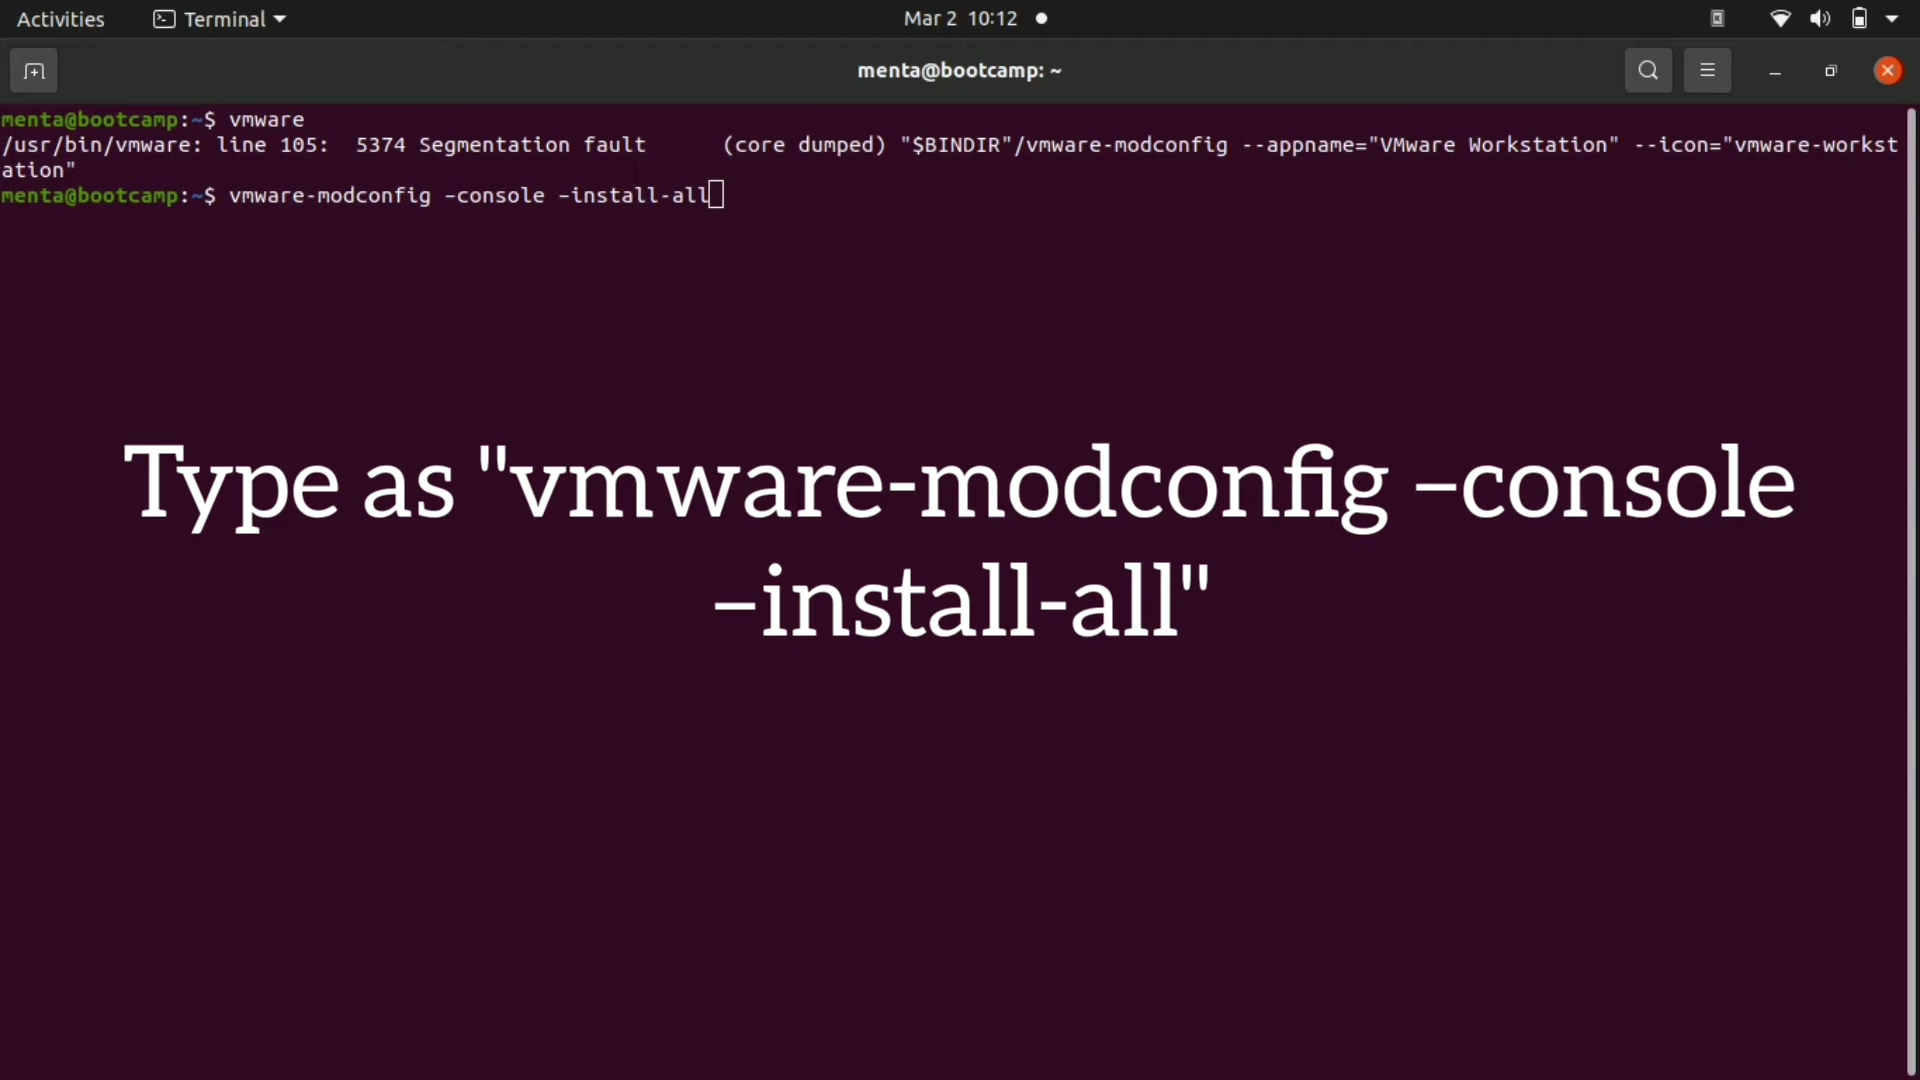 Activities Terminal Mar 2 10:12
menta@bootcamp: ~
menta@bootcamp:~$ vmware
/usr/bin/vmware: line 105:  5374 Segmentation fault      (core dumped) "$BINDIR"/vmware-modconfig --appname="VMware Workstation" --icon="vmware-workst
ation"
menta@bootcamp:~$ vmware-modconfig –console –install-all
Type as "vmware-modconfig –console
–install-all"